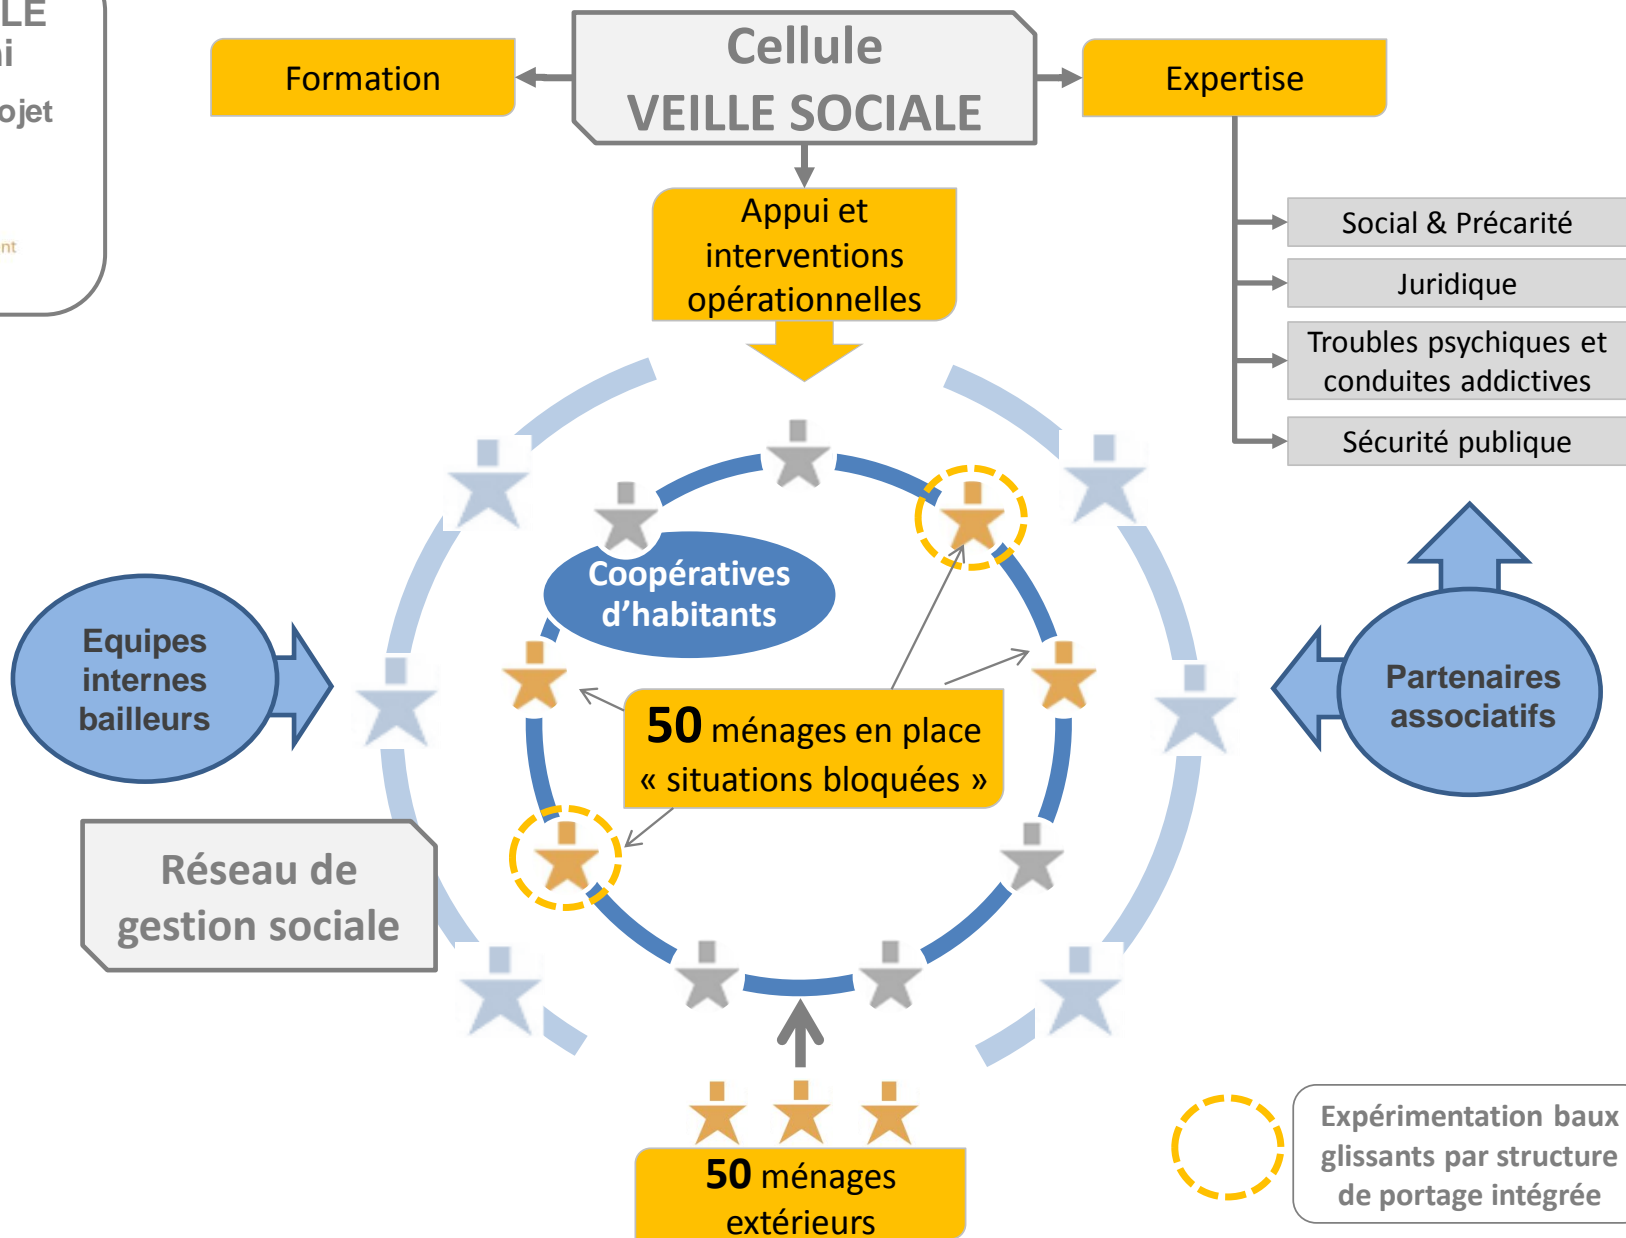 Cellule
VEILLE SOCIALE
Formation
Expertise
Appui et
interventions
opérationnelles
Social & Précarité
Juridique
Troubles psychiques et
conduites addictives
Sécurité publique
Coopératives
d’habitants
Equipes
internes
bailleurs
50 ménages en place
« situations bloquées »
Partenaires
associatifs
Réseau de
gestion sociale
50 ménages
extérieurs
Expérimentation baux
glissants par structure
de portage intégrée